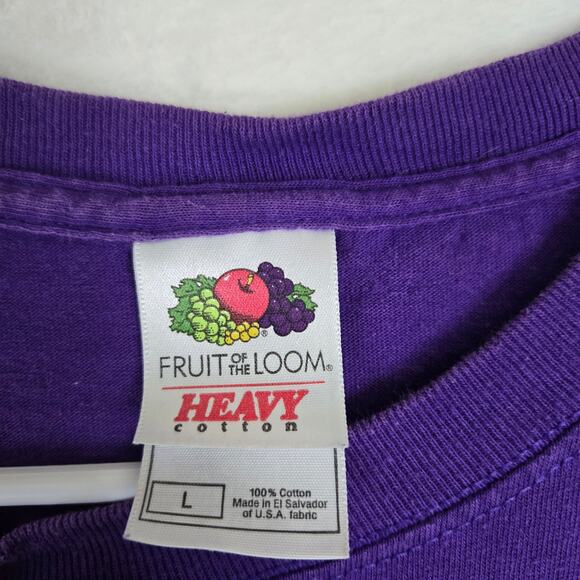 FRUIT OF THE LOOM®
HEAVY
cotton
L
100% Cotton
Made in El Salvador
of U.S.A. fabric